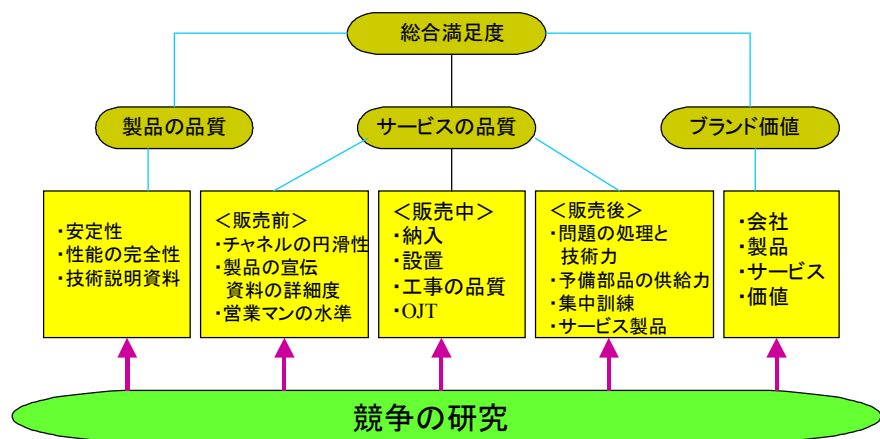 総合満足度
製品の品質
サービスの品質
ブランド価値
・安定性
・性能の完全性
・技術説明資料
＜販売前＞
・チャネルの円滑性
・製品の宣伝
資料の詳細度
・営業マンの水準
＜販売中＞
・納入
・設置
・工事の品質
・OJT
＜販売後＞
・問題の処理と
技術力
・予備部品の供給力
・集中訓練
・サービス製品
・会社
・製品
・サービス
・価値
競争の研究